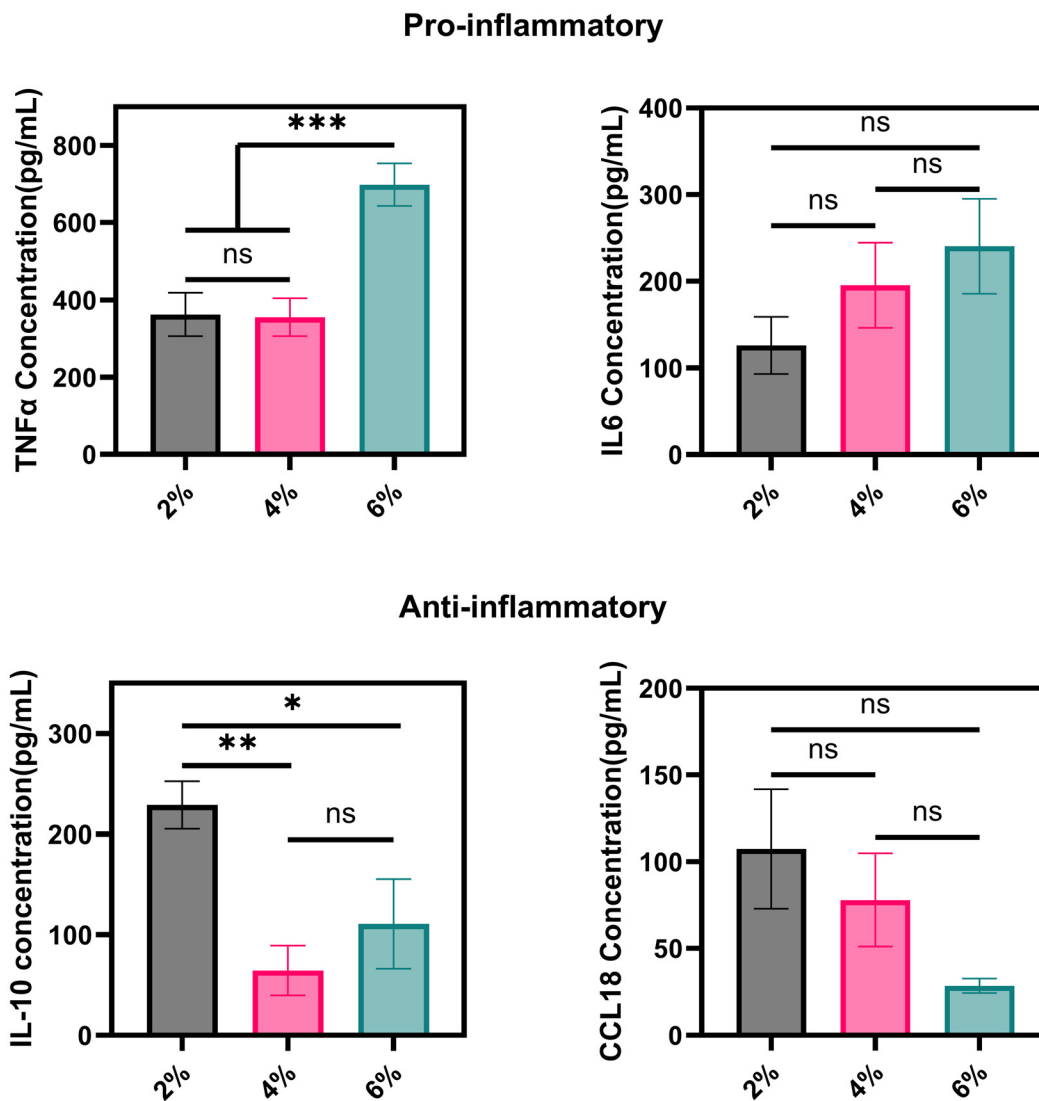 Pro-inflammatory
TNFα Concentration(pg/mL)
800
600
400
200
0
***
ns
2%
4%
6%
IL6 Concentration(pg/mL)
400
300
200
100
0
ns
ns
ns
2%
4%
6%
Anti-inflammatory
IL-10 concentration(pg/mL)
300
200
100
0
*
**
ns
2%
4%
6%
CCL18 Concentration(pg/mL)
200
150
100
50
0
ns
ns
ns
2%
4%
6%